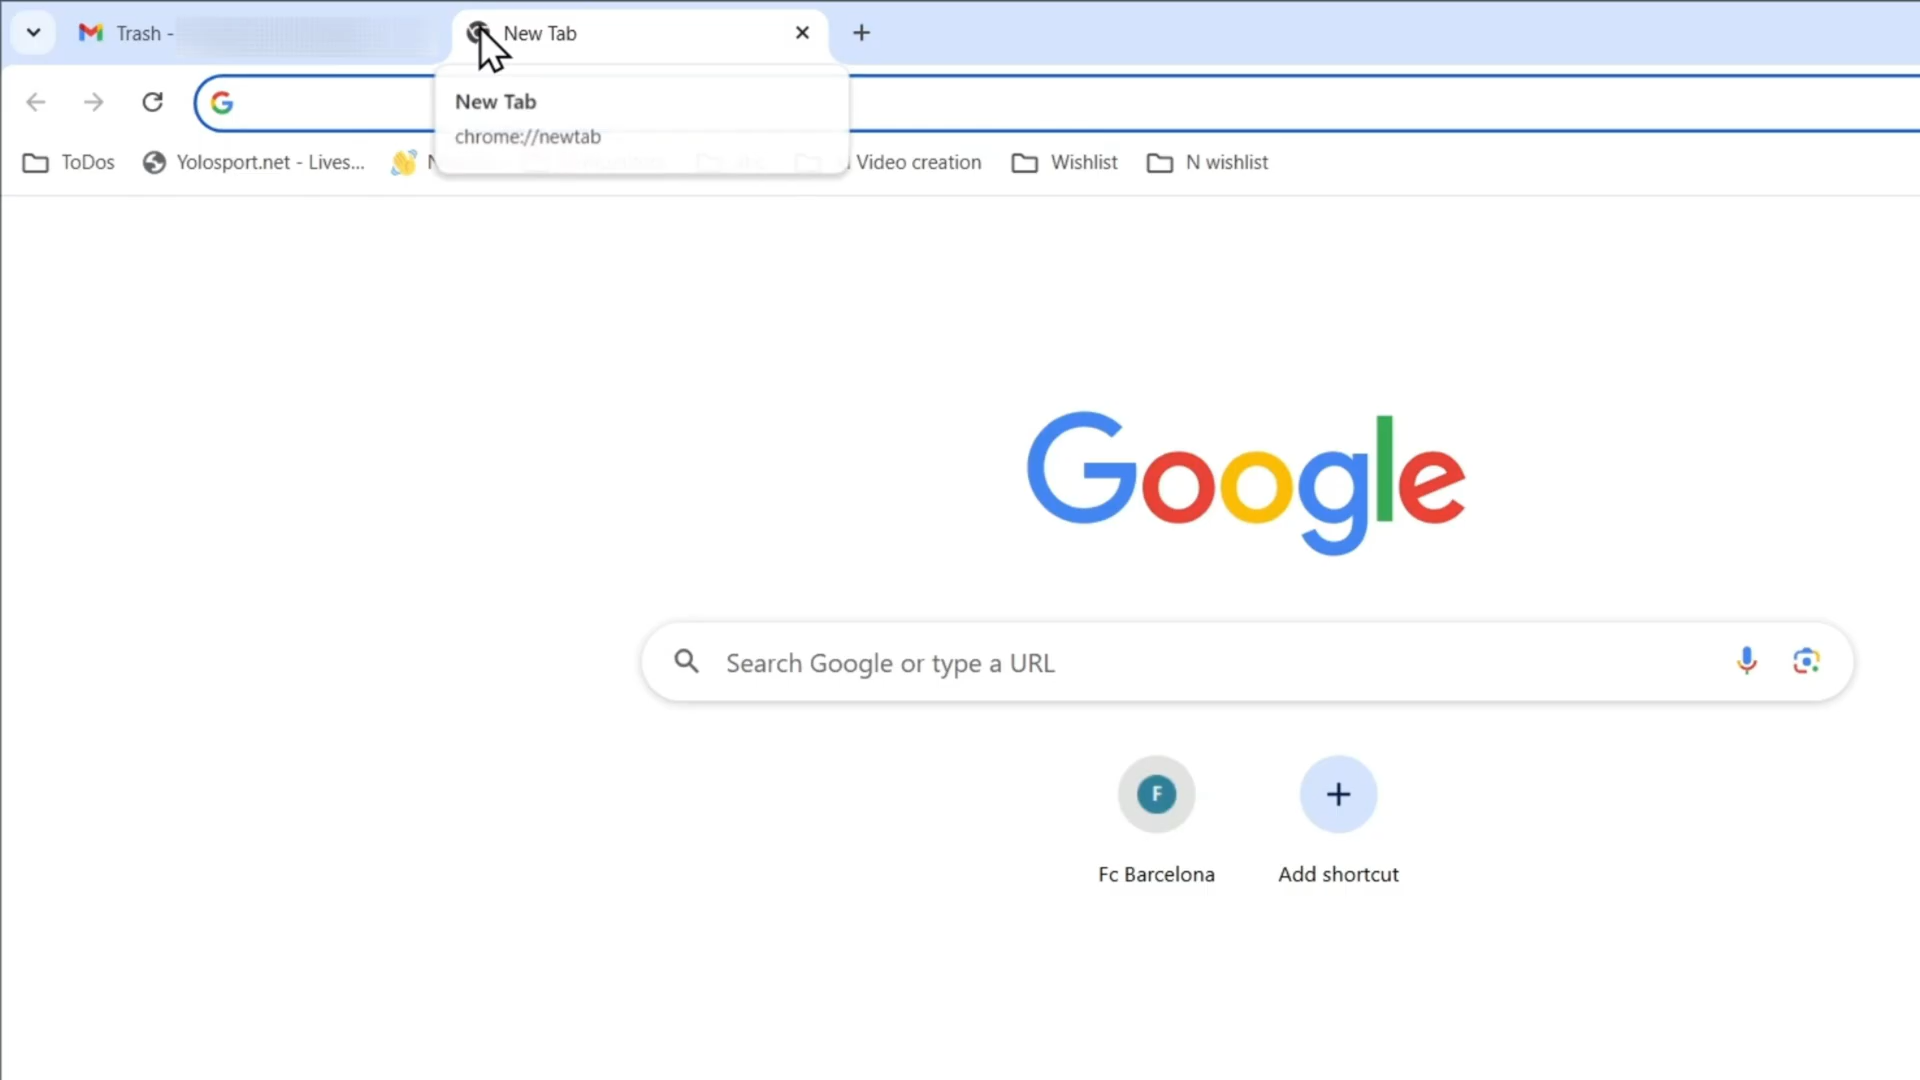 Trash -
New Tab
New Tab
chrome://newtab
ToDos
Yolosport.net - Lives...
Video creation
Wishlist
N wishlist
Google
Search Google or type a URL
F
Fc Barcelona
Add shortcut